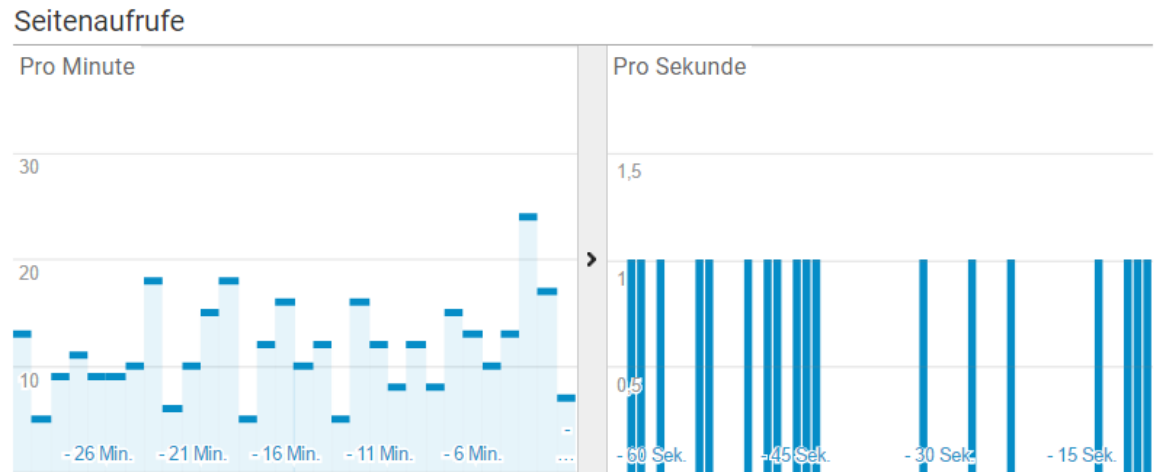 Seitenaufrufe
Pro Minute
30
20
10
- 26 Min. - 21 Min. - 16 Min. - 11 Min. - 6 Min. - ...
Pro Sekunde
1,5
1
0,5
- 60 Sek. - 45 Sek. - 30 Sek. - 15 Sek.